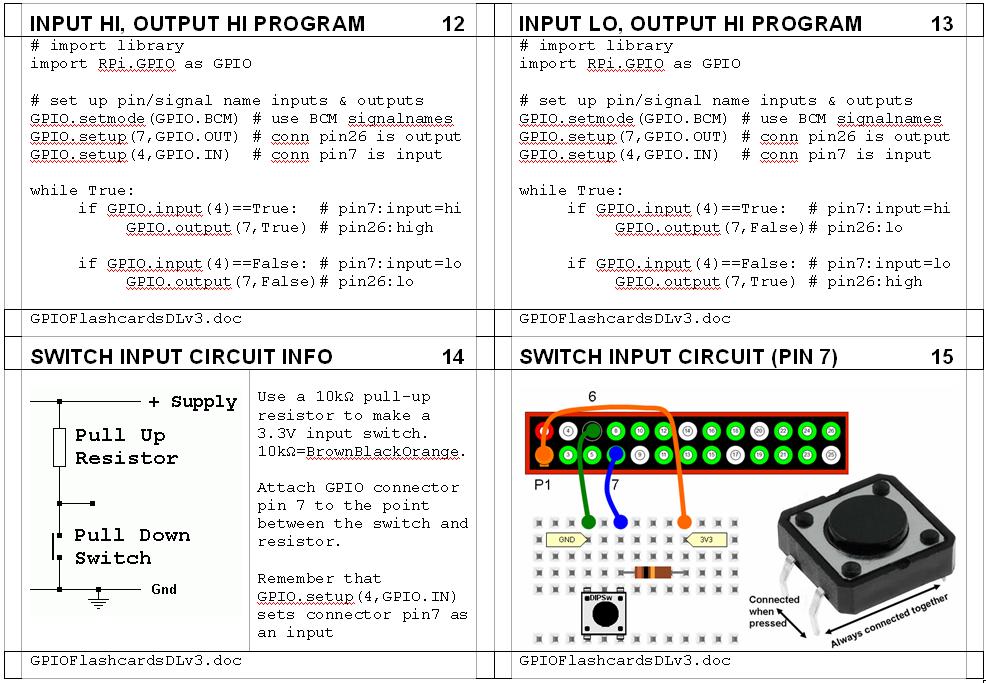 INPUT HI, OUTPUT HI PROGRAM 12
# import library
import RPi.GPIO as GPIO
# set up pin/signal name inputs & outputs
GPIO.setmode(GPIO.BCM) # use BCM signalnames
GPIO.setup(7,GPIO.OUT) # conn pin26 is output
GPIO.setup(4,GPIO.IN) # conn pin7 is input
while True:
if GPIO.input(4)==True: # pin7:input=hi
GPIO.output(7,True) # pin26:high
if GPIO.input(4)==False: # pin7:input=lo
GPIO.output(7,False)# pin26:lo
GPIOFlashcardsDLv3.doc
INPUT LO, OUTPUT HI PROGRAM 13
# import library
import RPi.GPIO as GPIO
# set up pin/signal name inputs & outputs
GPIO.setmode(GPIO.BCM) # use BCM signalnames
GPIO.setup(7,GPIO.OUT) # conn pin26 is output
GPIO.setup(4,GPIO.IN) # conn pin7 is input
while True:
if GPIO.input(4)==True: # pin7:input=hi
GPIO.output(7,False)# pin26:lo
if GPIO.input(4)==False: # pin7:input=lo
GPIO.output(7,True) # pin26:high
GPIOFlashcardsDLv3.doc
SWITCH INPUT CIRCUIT INFO 14
+ Supply
Pull Up
Resistor
Pull Down
Switch
Gnd
Use a 10kΩ pull-up
resistor to make a
3.3V input switch.
10kΩ=BrownBlackOrange.
Attach GPIO connector
pin 7 to the point
between the switch and
resistor.
Remember that
GPIO.setup(4,GPIO.IN)
sets connector pin7 as
an input
GPIOFlashcardsDLv3.doc
SWITCH INPUT CIRCUIT (PIN 7) 15
6
P1
7
GND
3V3
DIPSw
Connected
when
pressed
Always connected together
GPIOFlashcardsDLv3.doc